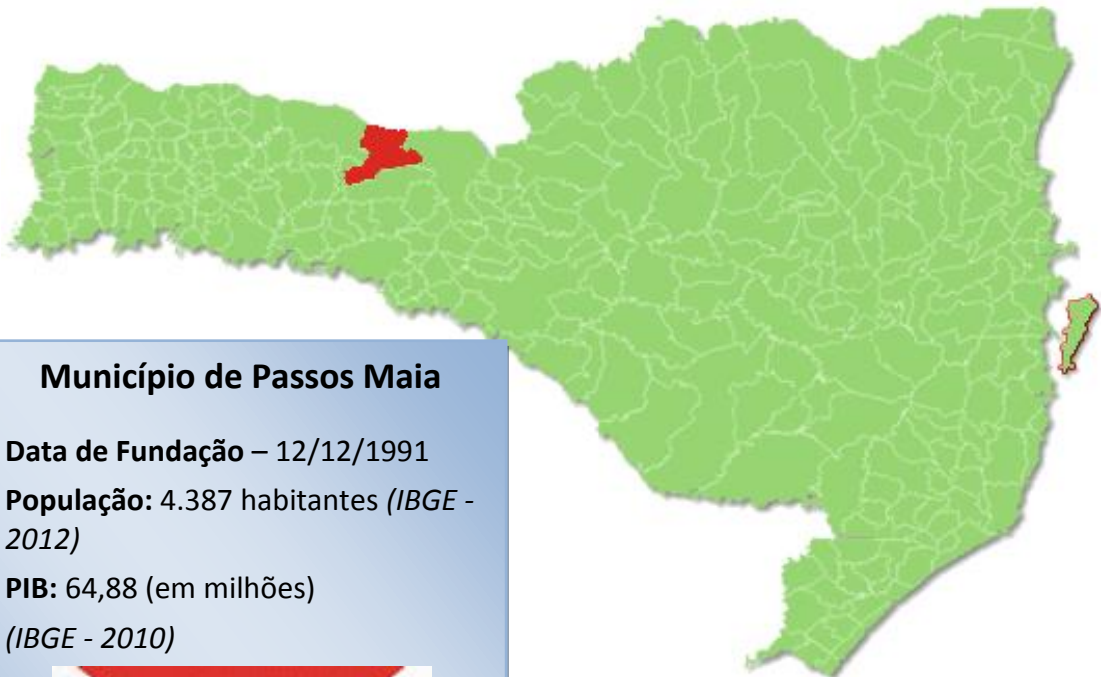 Município de Passos Maia
Data de Fundação – 12/12/1991
População: 4.387 habitantes (IBGE -
2012)
PIB: 64,88 (em milhões)
(IBGE - 2010)